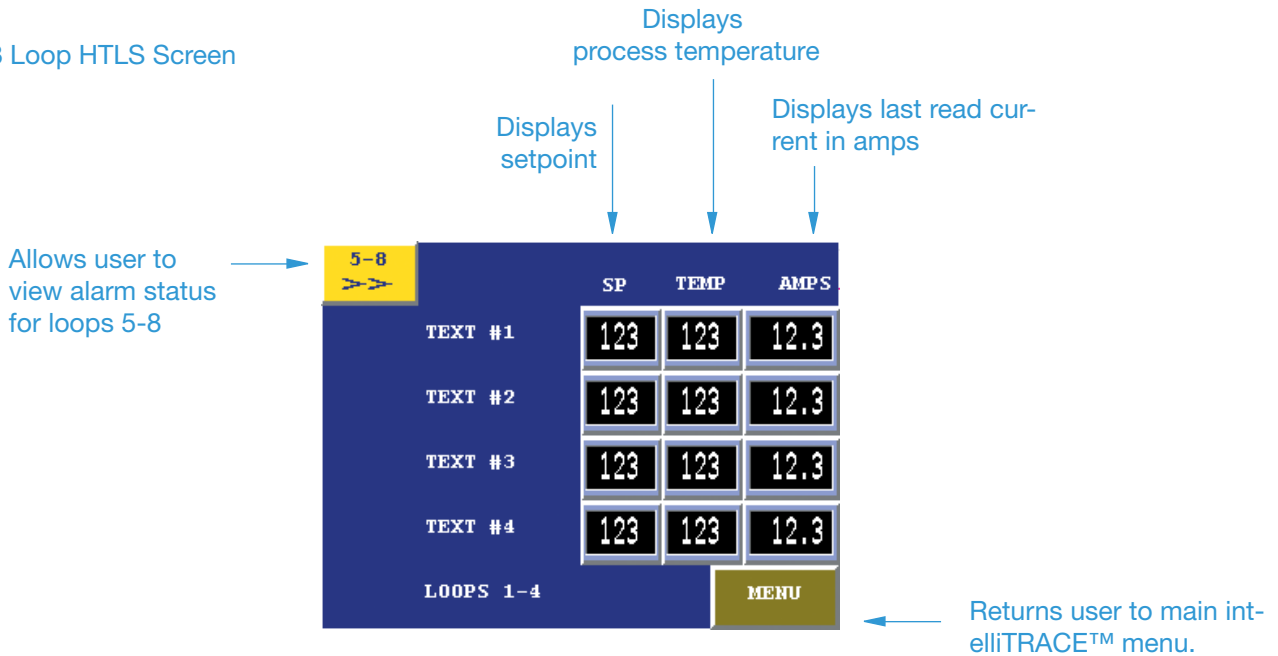 Displays
process temperature
Loop HTLS Screen
Displays last read cur-
rent in amps
Displays
setpoint
Allows user to
view alarm status
for loops 5-8
5-8
>>
SP TEMP AMPS
TEXT #1 123 123 12.3
TEXT #2 123 123 12.3
TEXT #3 123 123 12.3
TEXT #4 123 123 12.3
LOOPS 1-4 MENU
Returns user to main int-
elliTRACE™ menu.